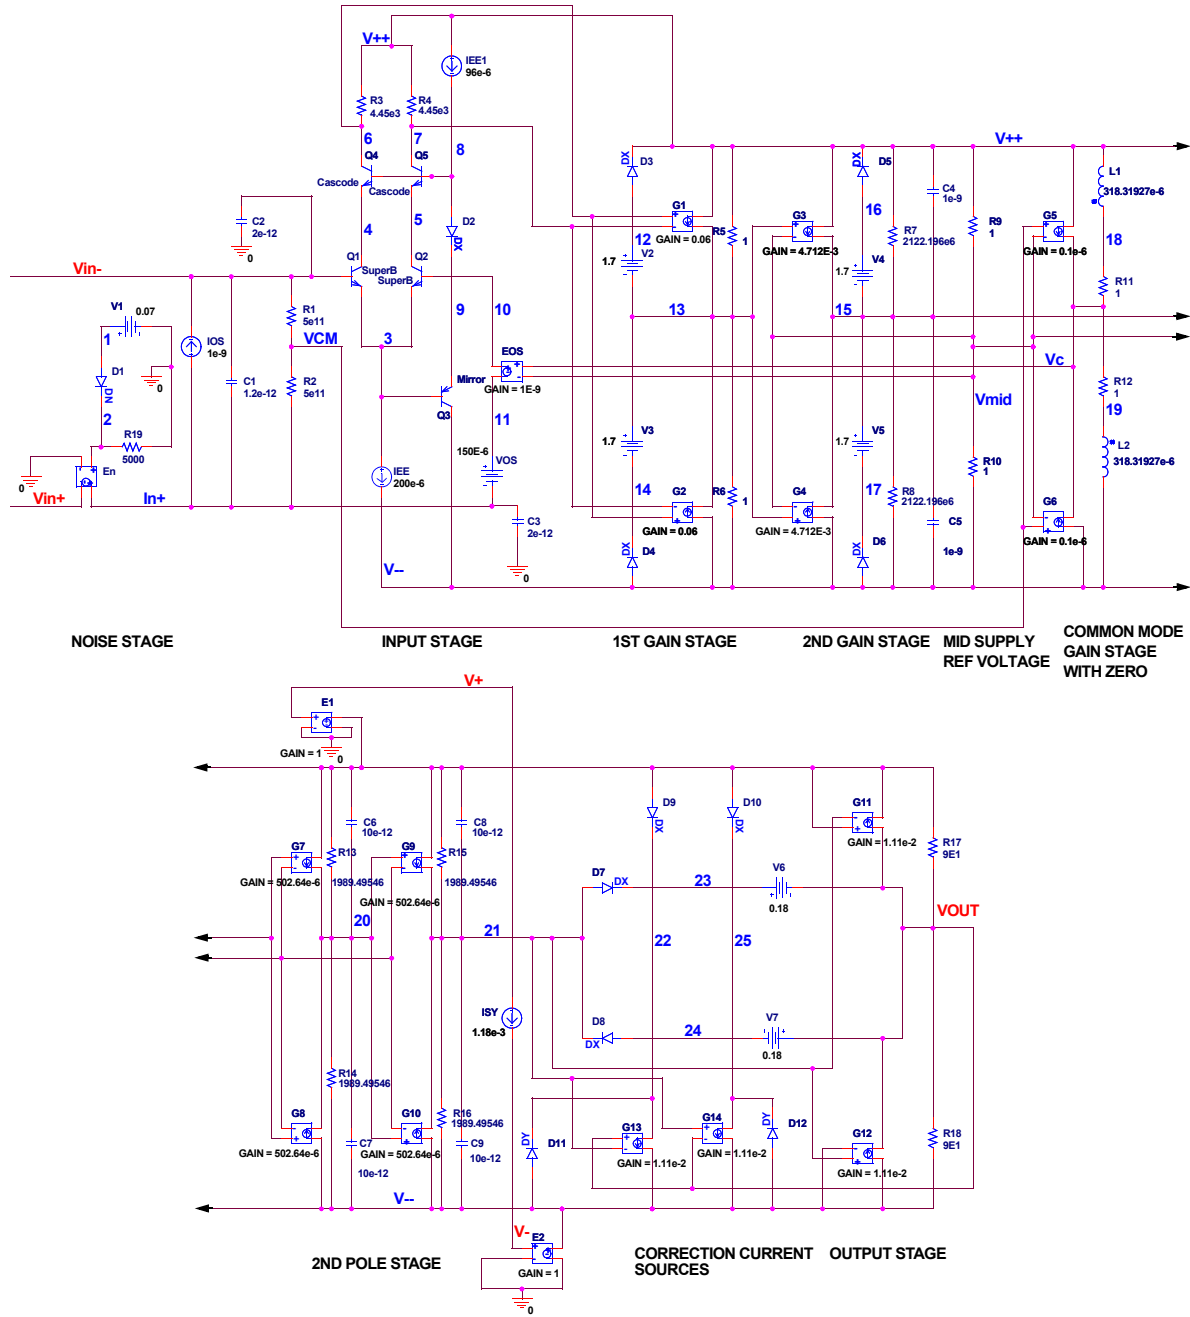 V++
IEE1
96e-6
R3
4.45e3
R4
4.45e3
6
7
8
Q4
Q5
Cascode
Cascode
C2
2e-12
0
4
5
D2
DX
Vin-
Q1
SuperB
Q2
SuperB
V1
0.07
1
D1
DN
2
0
R19
5000
En
0
Vin+
In+
IOS
1e-9
C1
1.2e-12
R1
5e11
VCM
R2
5e11
3
9
10
EOS
GAIN = 1E-9
Mirror
Q3
11
150E-6
VOS
IEE
200e-6
C3
2e-12
0
V--
DX
D3
G1
GAIN = 0.06
12
1.7
V2
R5
1
13
V3
1.7
14
G2
GAIN = 0.06
R6
1
DX
D4
G3
GAIN = 4.712E-3
DX
D5
16
1.7
V4
R7
2122.196e6
C4
1e-9
R9
1
15
V5
1.7
17
G4
GAIN = 4.712E-3
R8
2122.196e6
C5
1e-9
DX
D6
R10
1
Vmid
Vc
V++
L1
318.31927e-6
G5
GAIN = 0.1e-6
18
R11
1
R12
1
19
L2
318.31927e-6
G6
GAIN = 0.1e-6
NOISE STAGE
INPUT STAGE
1ST GAIN STAGE
2ND GAIN STAGE
MID SUPPLY
REF VOLTAGE
COMMON MODE
GAIN STAGE
WITH ZERO
V+
E1
GAIN = 1
0
C6
10e-12
C8
10e-12
G7
GAIN = 502.64e-6
R13
1989.49546
G9
GAIN = 502.64e-6
R15
1989.49546
20
21
R14
1989.49546
R16
1989.49546
G8
GAIN = 502.64e-6
G10
GAIN = 502.64e-6
C7
10e-12
C9
10e-12
V--
ISY
1.18e-3
V-
E2
GAIN = 1
0
D9
DX
D10
DX
G11
GAIN = 1.11e-2
R17
9E1
D7
DX
23
V6
0.18
VOUT
22
25
D8
DX
24
V7
0.18
DY
D11
G13
GAIN = 1.11e-2
G14
GAIN = 1.11e-2
DY
D12
G12
GAIN = 1.11e-2
R18
9E1
2ND POLE STAGE
CORRECTION CURRENT
SOURCES
OUTPUT STAGE